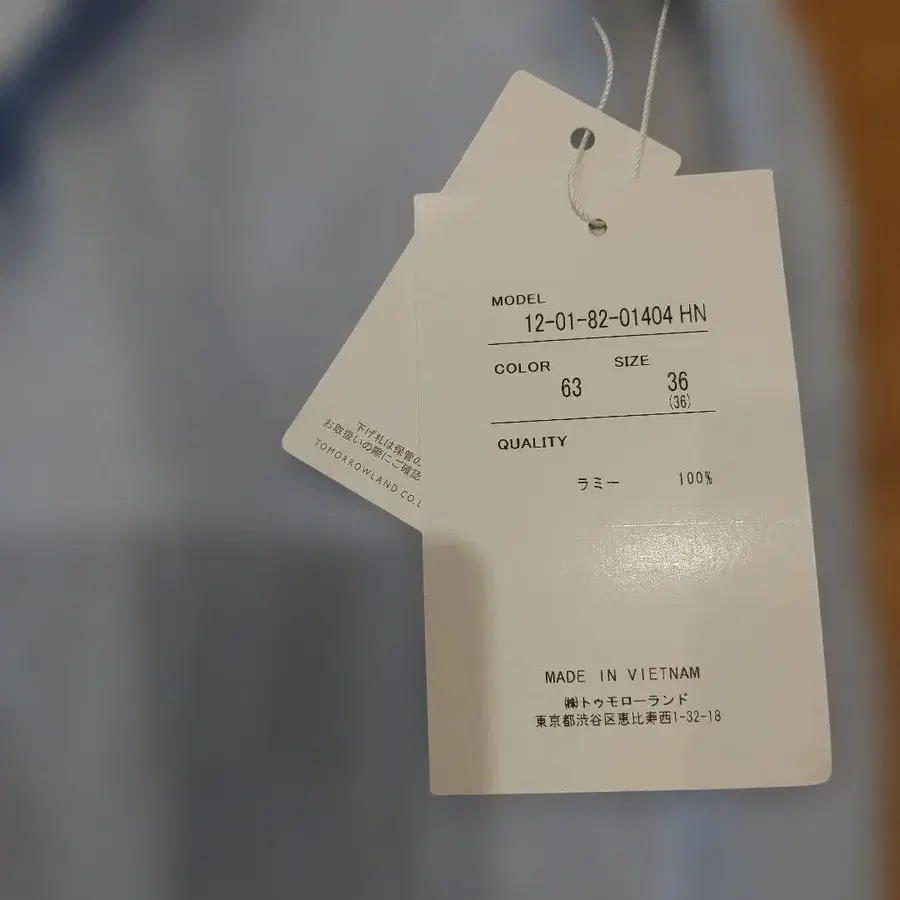 MODEL
12-01-82-01404 HN
COLOR SIZE
63 36
(36)
QUALITY
ラミー 100%
MADE IN VIETNAM
㈱トゥモローランド
東京都渋谷区恵比寿西1-32-18
下げ札は保管の
お取扱いの際にご確認
TOMORROWLAND CO.L